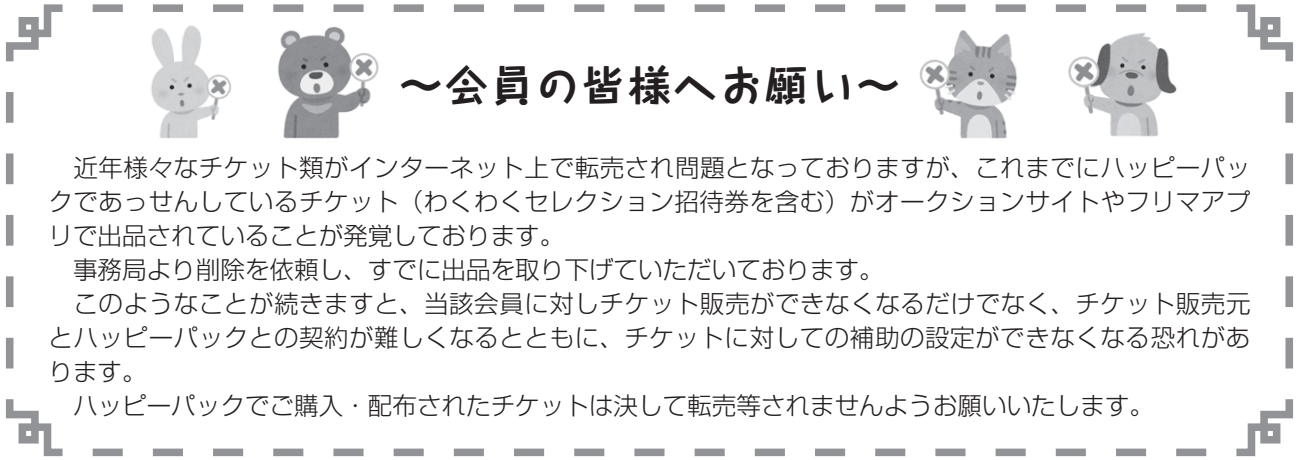 ～会員の皆様へお願い～
　近年様々なチケット類がインターネット上で転売され問題となっておりますが、これまでにハッピーパッ
クであっせんしているチケット（わくわくセレクション招待券を含む）がオークションサイトやフリマアプ
リで出品されていることが発覚しております。
　事務局より削除を依頼し、すでに出品を取り下げていただいております。
　このようなことが続きますと、当該会員に対しチケット販売ができなくなるだけでなく、チケット販売元
とハッピーパックとの契約が難しくなるとともに、チケットに対しての補助の設定ができなくなる恐れがあ
ります。
　ハッピーパックでご購入・配布されたチケットは決して転売等されませんようお願いいたします。